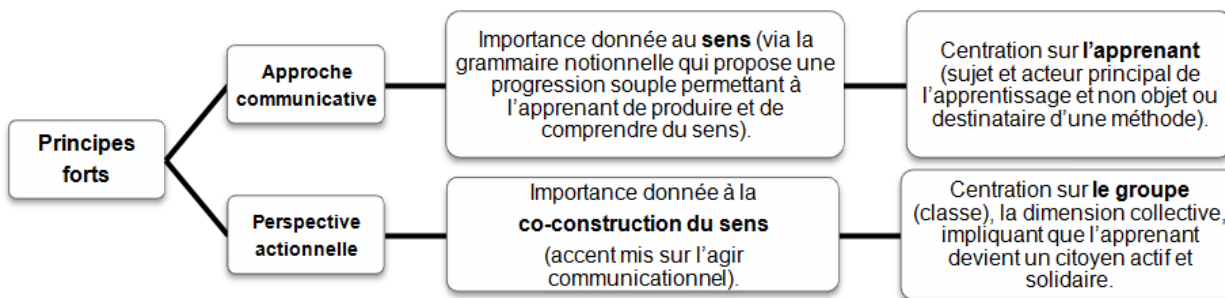 Principes
forts
Approche
communicative
Importance donnée au sens (via la
grammaire notionnelle qui propose une
progression souple permettant à
l’apprenant de produire et de
comprendre du sens).
Centration sur l’apprenant
(sujet et acteur principal de
l’apprentissage et non objet ou
destinataire d’une méthode).
Perspective
actionnelle
Importance donnée à la
co-construction du sens
(accent mis sur l’agir
communicationnel).
Centration sur le groupe
(classe), la dimension collective,
impliquant que l’apprenant
devient un citoyen actif et
solidaire.